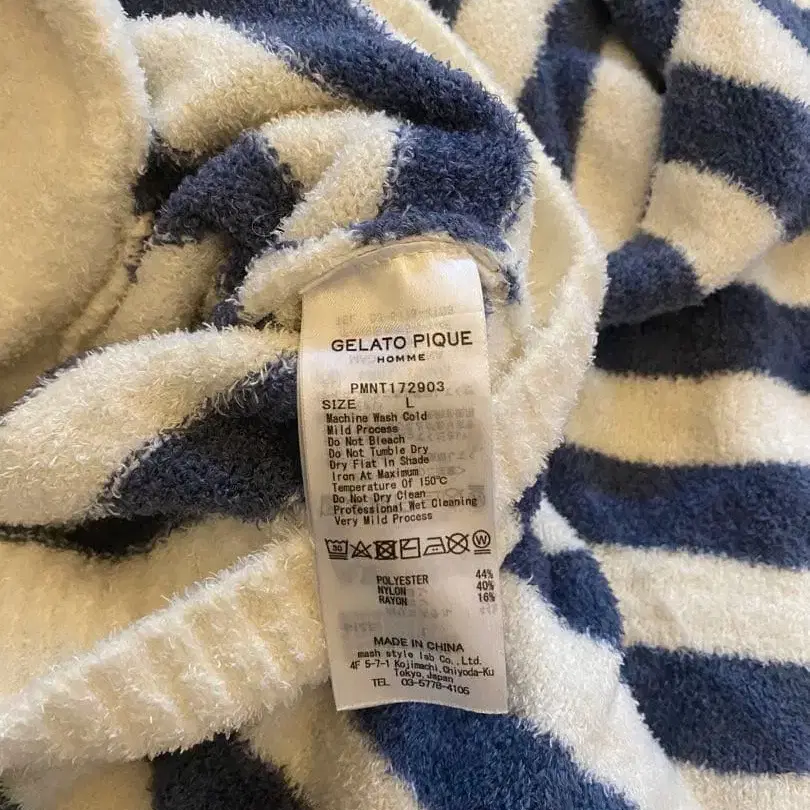 GELATO PIQUE
HOMME
PMNT172903
SIZE L
Machine Wash Cold
Mild Process
Do Not Bleach
Do Not Tumble Dry
Dry Flat In Shade
Iron At Maximum
Temperature Of 150℃
Do Not Dry Clean
Professional Wet Cleaning
Very Mild Process
30
W
POLYESTER 44%
NYLON 40%
RAYON 16%
MADE IN CHINA
mash style lab Co.,Ltd.
4F 5-7-1 Kojimachi,Chiyoda-Ku
Tokyo,Japan
TEL 03-5778-4105